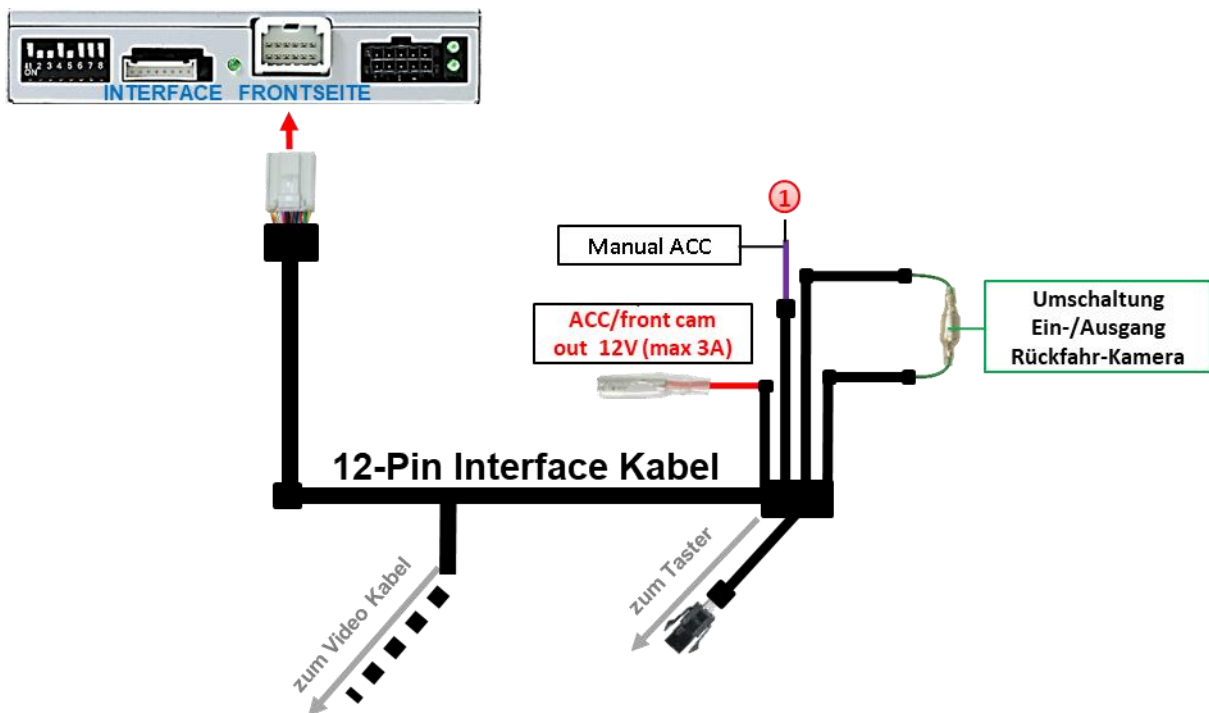 1 2 3 4 5 6 7 8
ON
INTERFACE FRONTSEITE
1
Manual ACC
ACC/front cam
out 12V (max 3A)
Umschaltung
Ein-/Ausgang
Rückfahr-Kamera
12-Pin Interface Kabel
zum Video Kabel
zum Taster